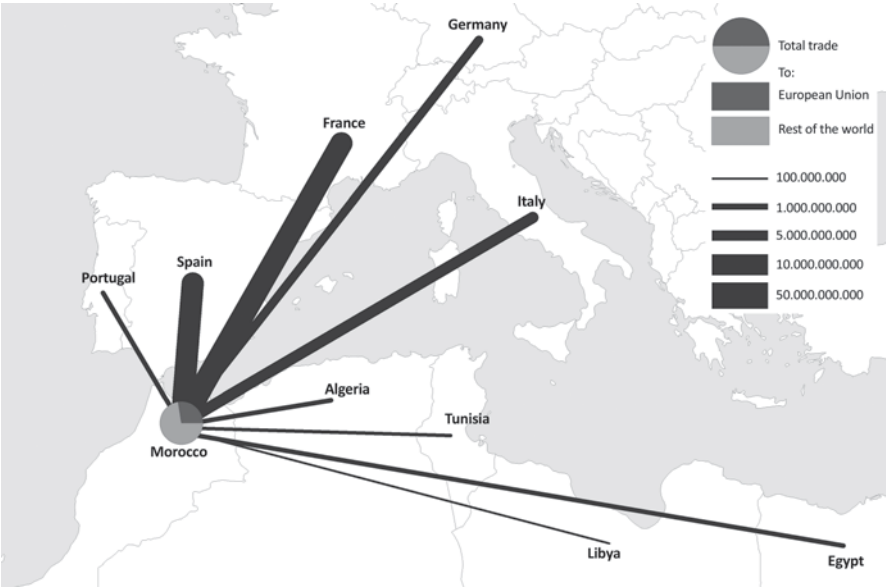 Germany
Total trade
To:
European Union
Rest of the world
100.000.000
1.000.000.000
5.000.000.000
10.000.000.000
50.000.000.000
France
Italy
Spain
Portugal
Algeria
Tunisia
Morocco
Libya
Egypt